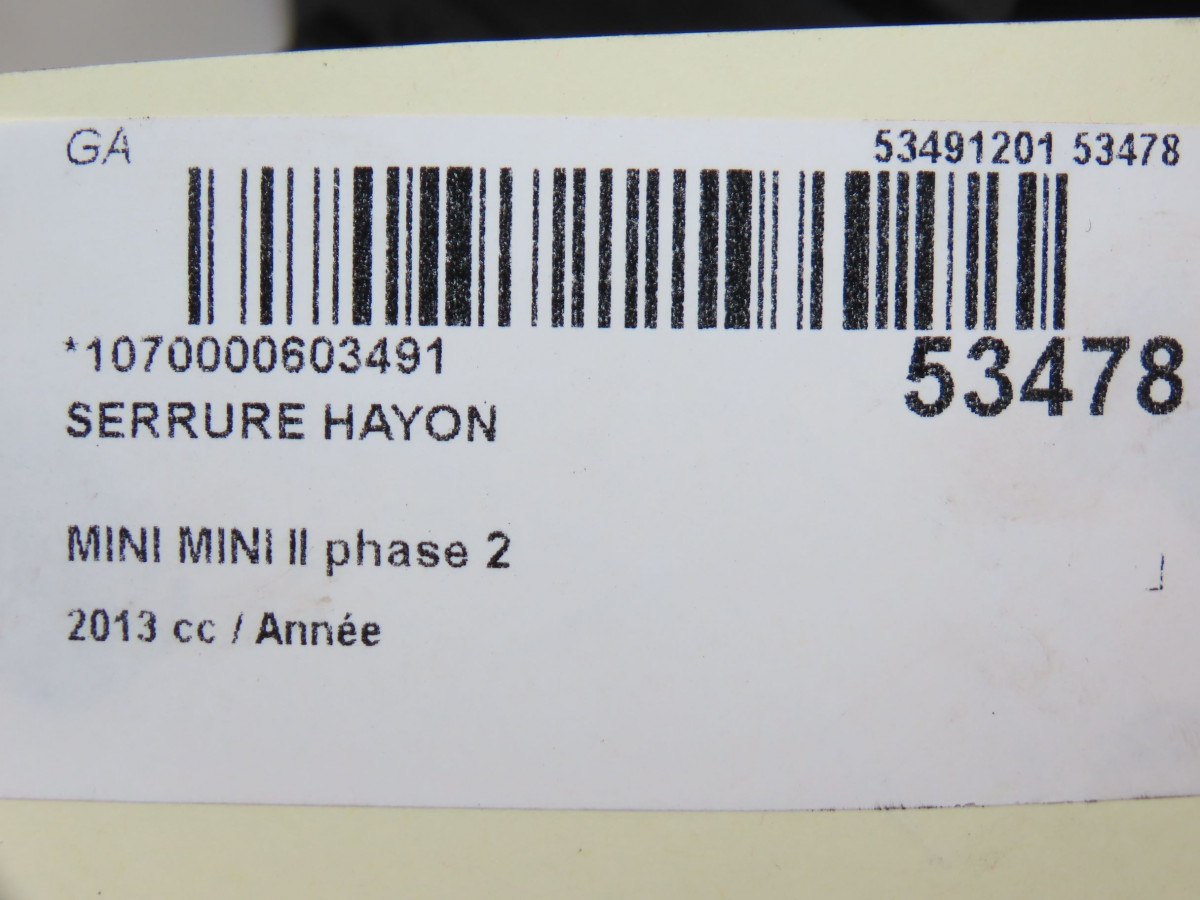 GA
53491201 53478
*1070000603491
53478
SERRURE HAYON
MINI MINI II phase 2
2013 cc / Année